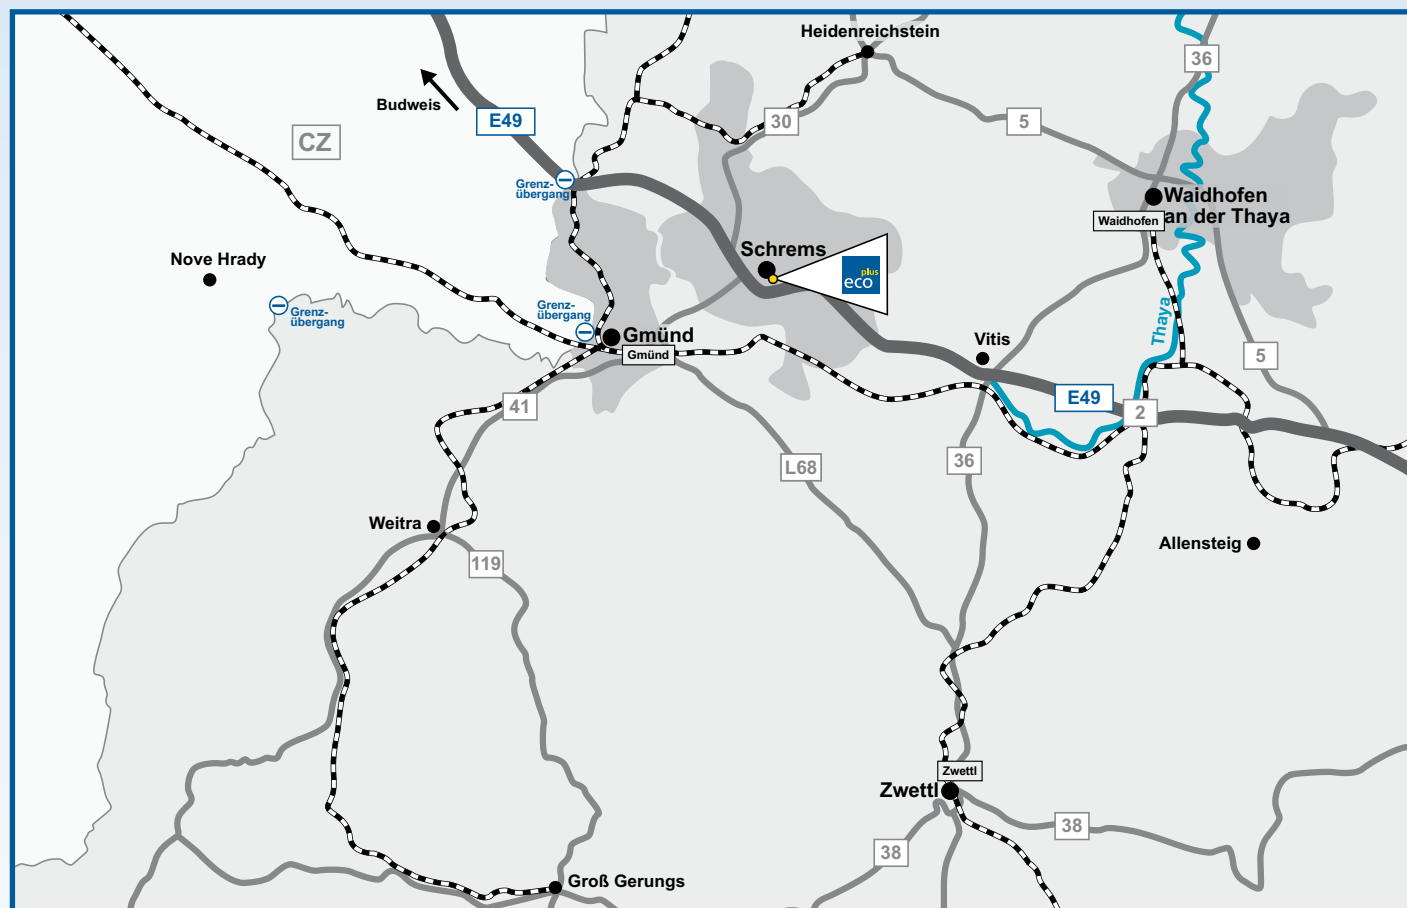 Heidenreichstein
36
Budweis
E49
30
5
CZ
Grenz-
übergang
Waidhofen
an der Thaya
Waidhofen
Schrems
plus
eco
Nove Hrady
Grenz-
übergang
Grenz-
übergang
Gmünd
Gmünd
Thaya
Vitis
5
E49
2
41
L68
36
Weitra
Allensteig
119
Zwettl
Zwettl
38
38
Groß Gerungs